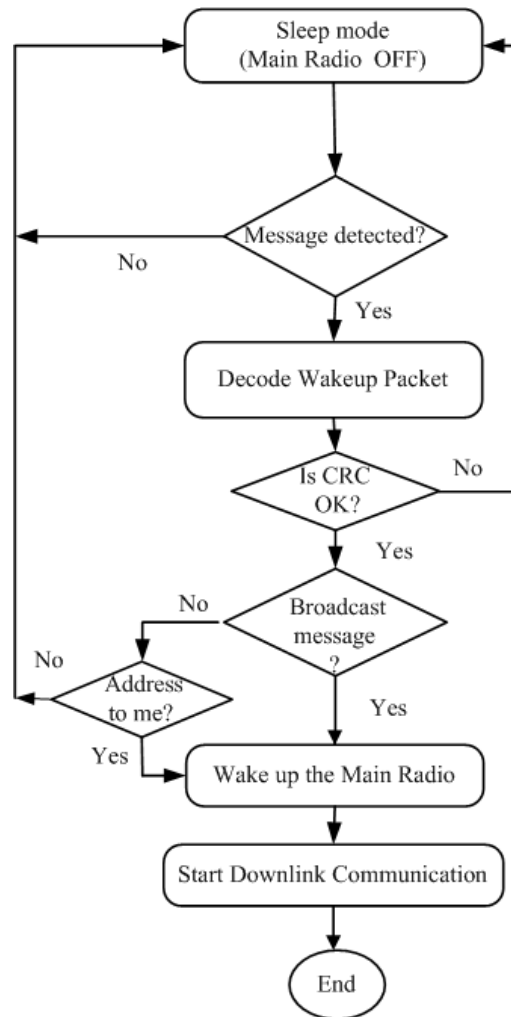 Sleep mode
(Main Radio OFF)
Message detected?
No
Yes
Decode Wakeup Packet
Is CRC
OK?
No
Yes
Broadcast
message
?
No
Yes
Address
to me?
No
Yes
Wake up the Main Radio
Start Downlink Communication
End